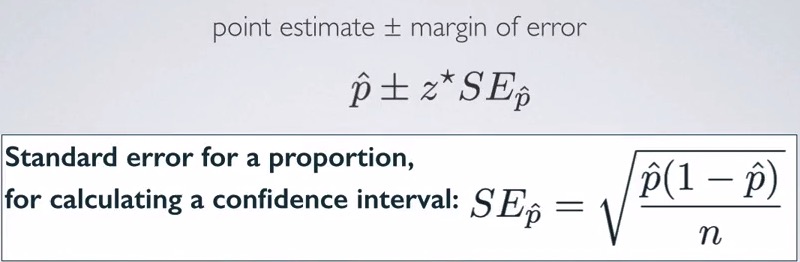 point estimate ± margin of error
p̂ ± z⋆SE_p̂
Standard error for a proportion,
for calculating a confidence interval: SE_p̂ = √(p̂(1 − p̂)/n)